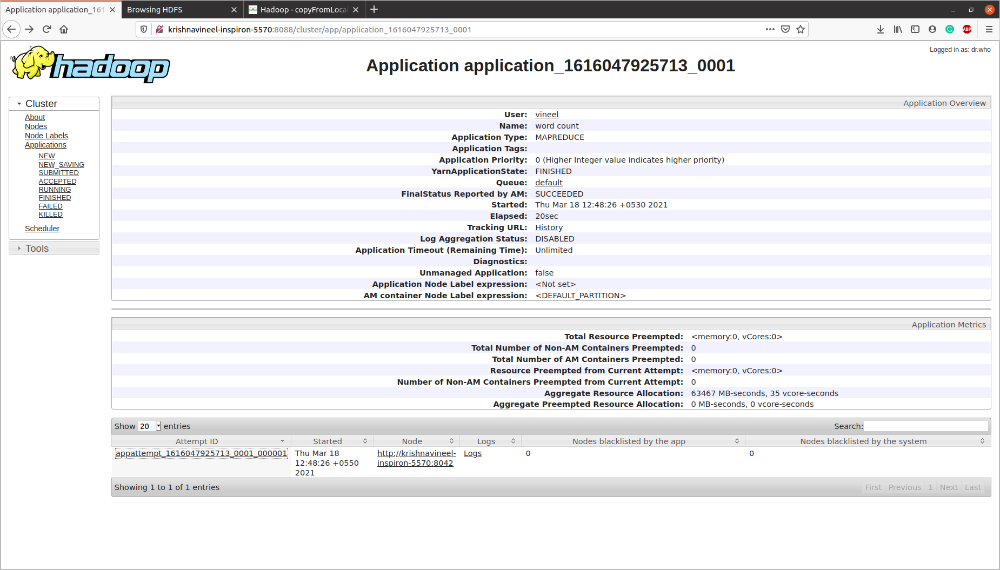 Application application_161
Browsing HDFS
Hadoop - copyFromLoca
krishnavineel-inspiron-5570:8088/cluster/app/application_1616047925713_0001
ABP
hadoop
Application application_1616047925713_0001
Logged in as: dr.who
Cluster
About
Nodes
Node Labels
Applications
NEW
NEW_SAVING
SUBMITTED
ACCEPTED
RUNNING
FINISHED
FAILED
KILLED
Scheduler
Tools
Application Overview
User: vineel
Name: word count
Application Type: MAPREDUCE
Application Tags:
Application Priority: 0 (Higher Integer value indicates higher priority)
YarnApplicationState: FINISHED
Queue: default
FinalStatus Reported by AM: SUCCEEDED
Started: Thu Mar 18 12:48:26 +0530 2021
Elapsed: 20sec
Tracking URL: History
Log Aggregation Status: DISABLED
Application Timeout (Remaining Time): Unlimited
Diagnostics:
Unmanaged Application: false
Application Node Label expression: <Not set>
AM container Node Label expression: <DEFAULT_PARTITION>
Application Metrics
Total Resource Preempted: <memory:0, vCores:0>
Total Number of Non-AM Containers Preempted: 0
Total Number of AM Containers Preempted: 0
Resource Preempted from Current Attempt: <memory:0, vCores:0>
Number of Non-AM Containers Preempted from Current Attempt: 0
Aggregate Resource Allocation: 63467 MB-seconds, 35 vcore-seconds
Aggregate Preempted Resource Allocation: 0 MB-seconds, 0 vcore-seconds
Show 20 entries Search:
Attempt ID Started Node Logs Nodes blacklisted by the app Nodes blacklisted by the system
appattempt_1616047925713_0001_000001 Thu Mar 18 http://krishnavineel- Logs 0 0
12:48:26 +0550 inspiron-5570:8042
2021
Showing 1 to 1 of 1 entries First Previous 1 Next Last